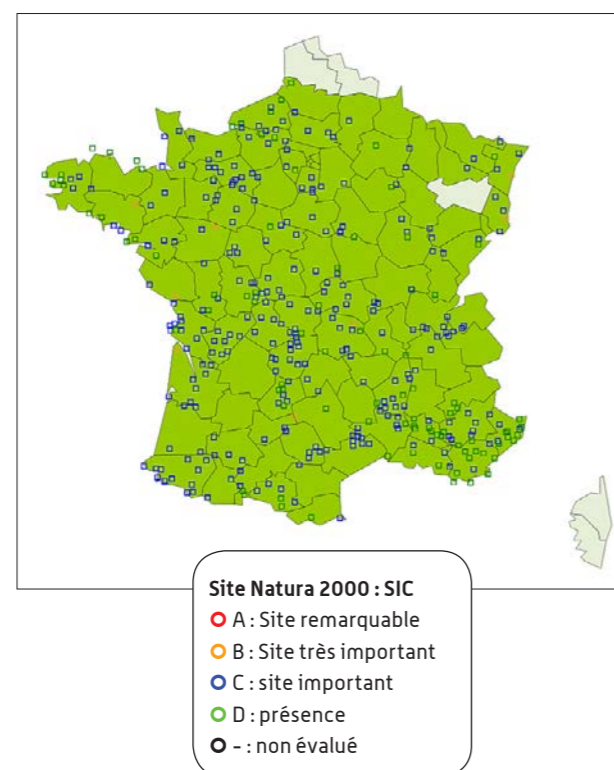 Site Natura 2000 : SIC
A : Site remarquable
B : Site très important
C : site important
D : présence
- : non évalué